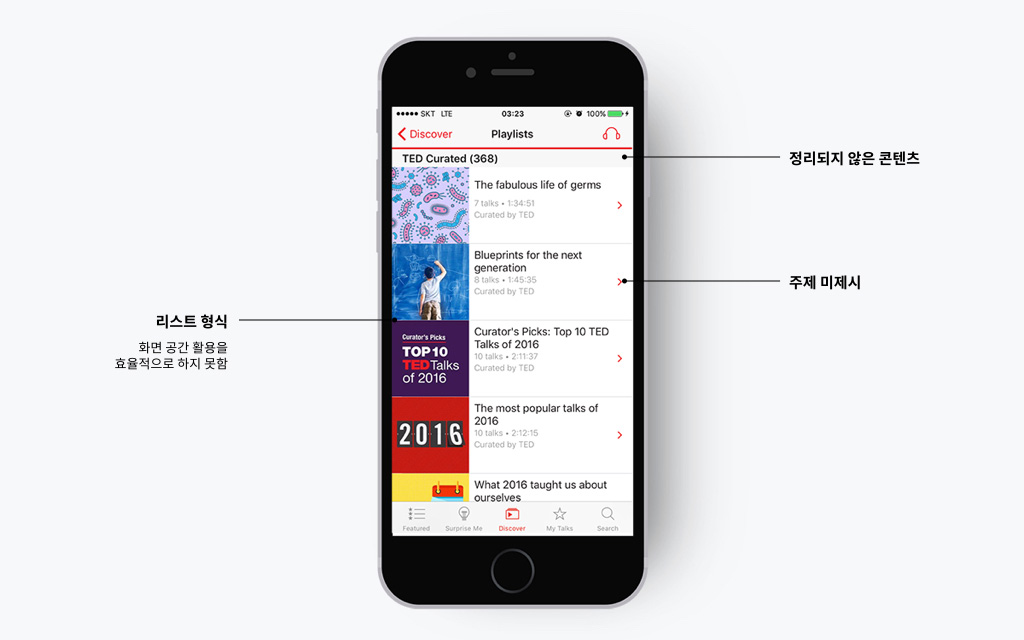 SKT LTE 03:23 100%
Discover Playlists
TED Curated (368)
정리되지 않은 콘텐츠
The fabulous life of germs
7 talks • 1:34:51
Curated by TED
Blueprints for the next
generation
8 talks • 1:45:35
Curated by TED
주제 미제시
리스트 형식
화면 공간 활용을
효율적으로 하지 못함
Curator's Picks
TOP 10
TED Talks
of 2016
Curator's Picks: Top 10 TED
Talks of 2016
10 talks • 2:11:37
Curated by TED
2016
The most popular talks of
2016
10 talks • 2:12:15
Curated by TED
What 2016 taught us about
ourselves
Featured Surprise Me Discover My Talks Search